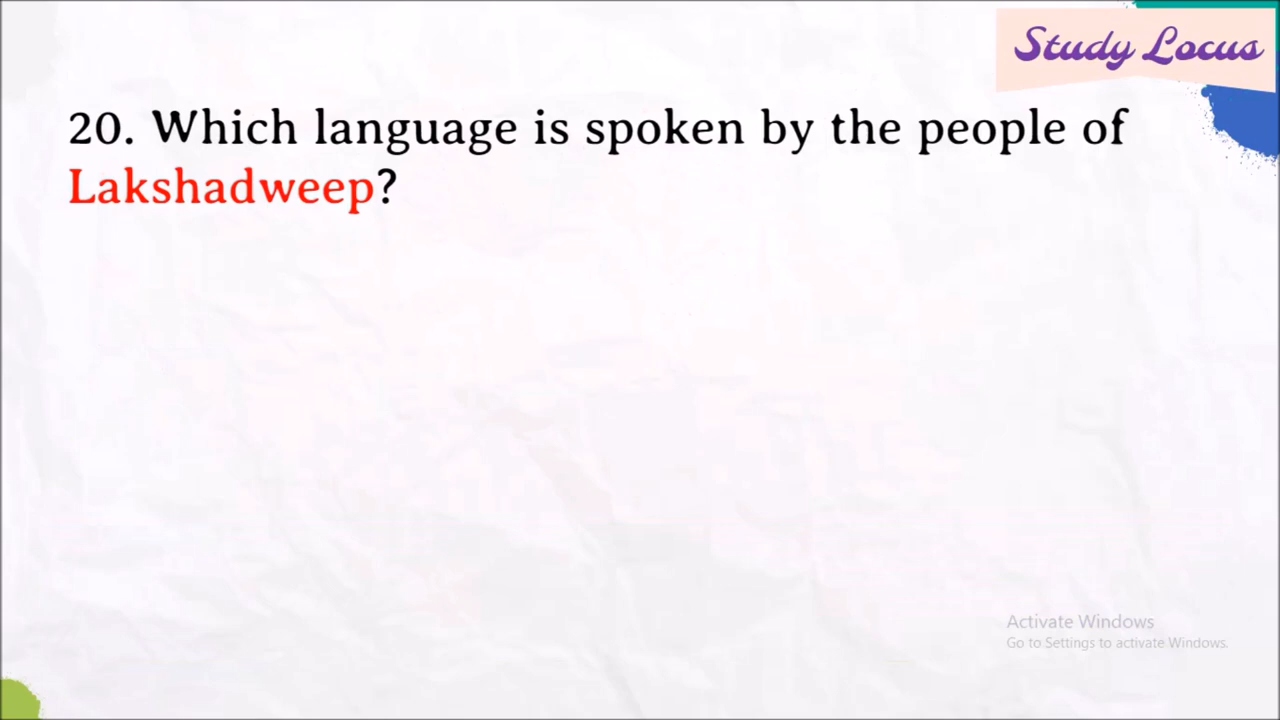 Study Locus
20. Which language is spoken by the people of
Lakshadweep?
Activate Windows
Go to Settings to activate Windows.